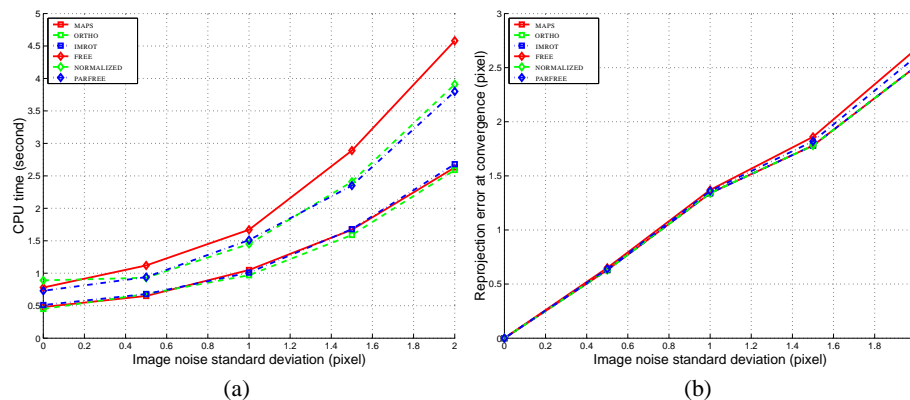 MAPS
ORTHO
IMROT
FREE
NORMALIZED
PARFREE
5
4.5
4
3.5
3
2.5
2
1.5
1
0.5
0
CPU time (second)
0 0.2 0.4 0.6 0.8 1 1.2 1.4 1.6 1.8 2
Image noise standard deviation (pixel)
(a)
MAPS
ORTHO
IMROT
FREE
NORMALIZED
PARFREE
3
2.5
2
1.5
1
0.5
0
Reprojection error at convergence (pixel)
0 0.2 0.4 0.6 0.8 1 1.2 1.4 1.6 1.8
Image noise standard deviation (pixel)
(b)